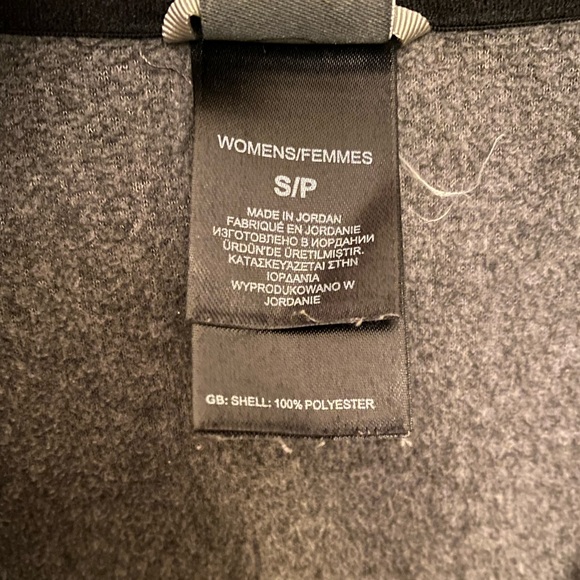 WOMENS/FEMMES
S/P
MADE IN JORDAN
FABRIQUÉ EN JORDANIE
ИЗГОТОВЛЕНО В ИОРДАНИИ
ÜRDÜN'DE ÜRETILMIŞTIR.
ΚΑΤΑΣΚΕΥΑΖΕΤΑΙ ΣΤΗΝ
ΙΟΡΔΑΝΙΑ
WYPRODUKOWANO W
JORDANIE
GB: SHELL: 100% POLYESTER